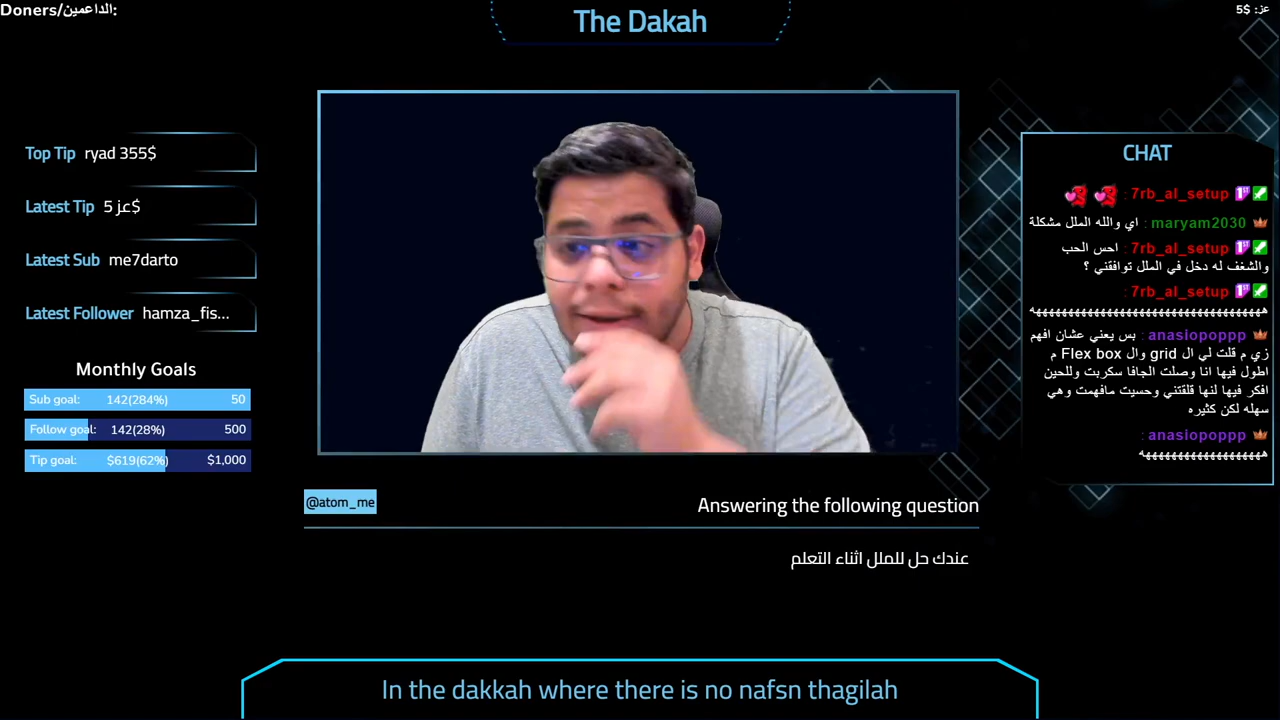 Doners/الداعمين:
The Dakah
عز: 5$
Top Tip ryad 355$
Latest Tip عز 5$
Latest Sub me7darto
Latest Follower hamza_fis...
Monthly Goals
Sub goal: 142(284%) 50
Follow goal: 142(28%) 500
Tip goal: $619(62%) $1,000
CHAT
7rb_al_setup :
maryam2030 : اي والله الملل مشكلة
7rb_al_setup : احس الحب
والشغف له دخل في الملل توافقني ؟
7rb_al_setup :
ههههههههههههههههههههههههههههههههههه
anasiopoppp : بس يعني عشان افهم
زي م قلت لي ال grid وال Flex box م
اطول فيها انا وصلت الجافا سكربت وللحين
افكر فيها لنها قلقتني وحسيت مافهمت وهي
سهله لكن كثيره
anasiopoppp :
ههههههههههههههههههه
@atom_me
Answering the following question
عندك حل للملل اثناء التعلم
In the dakkah where there is no nafsn thagilah